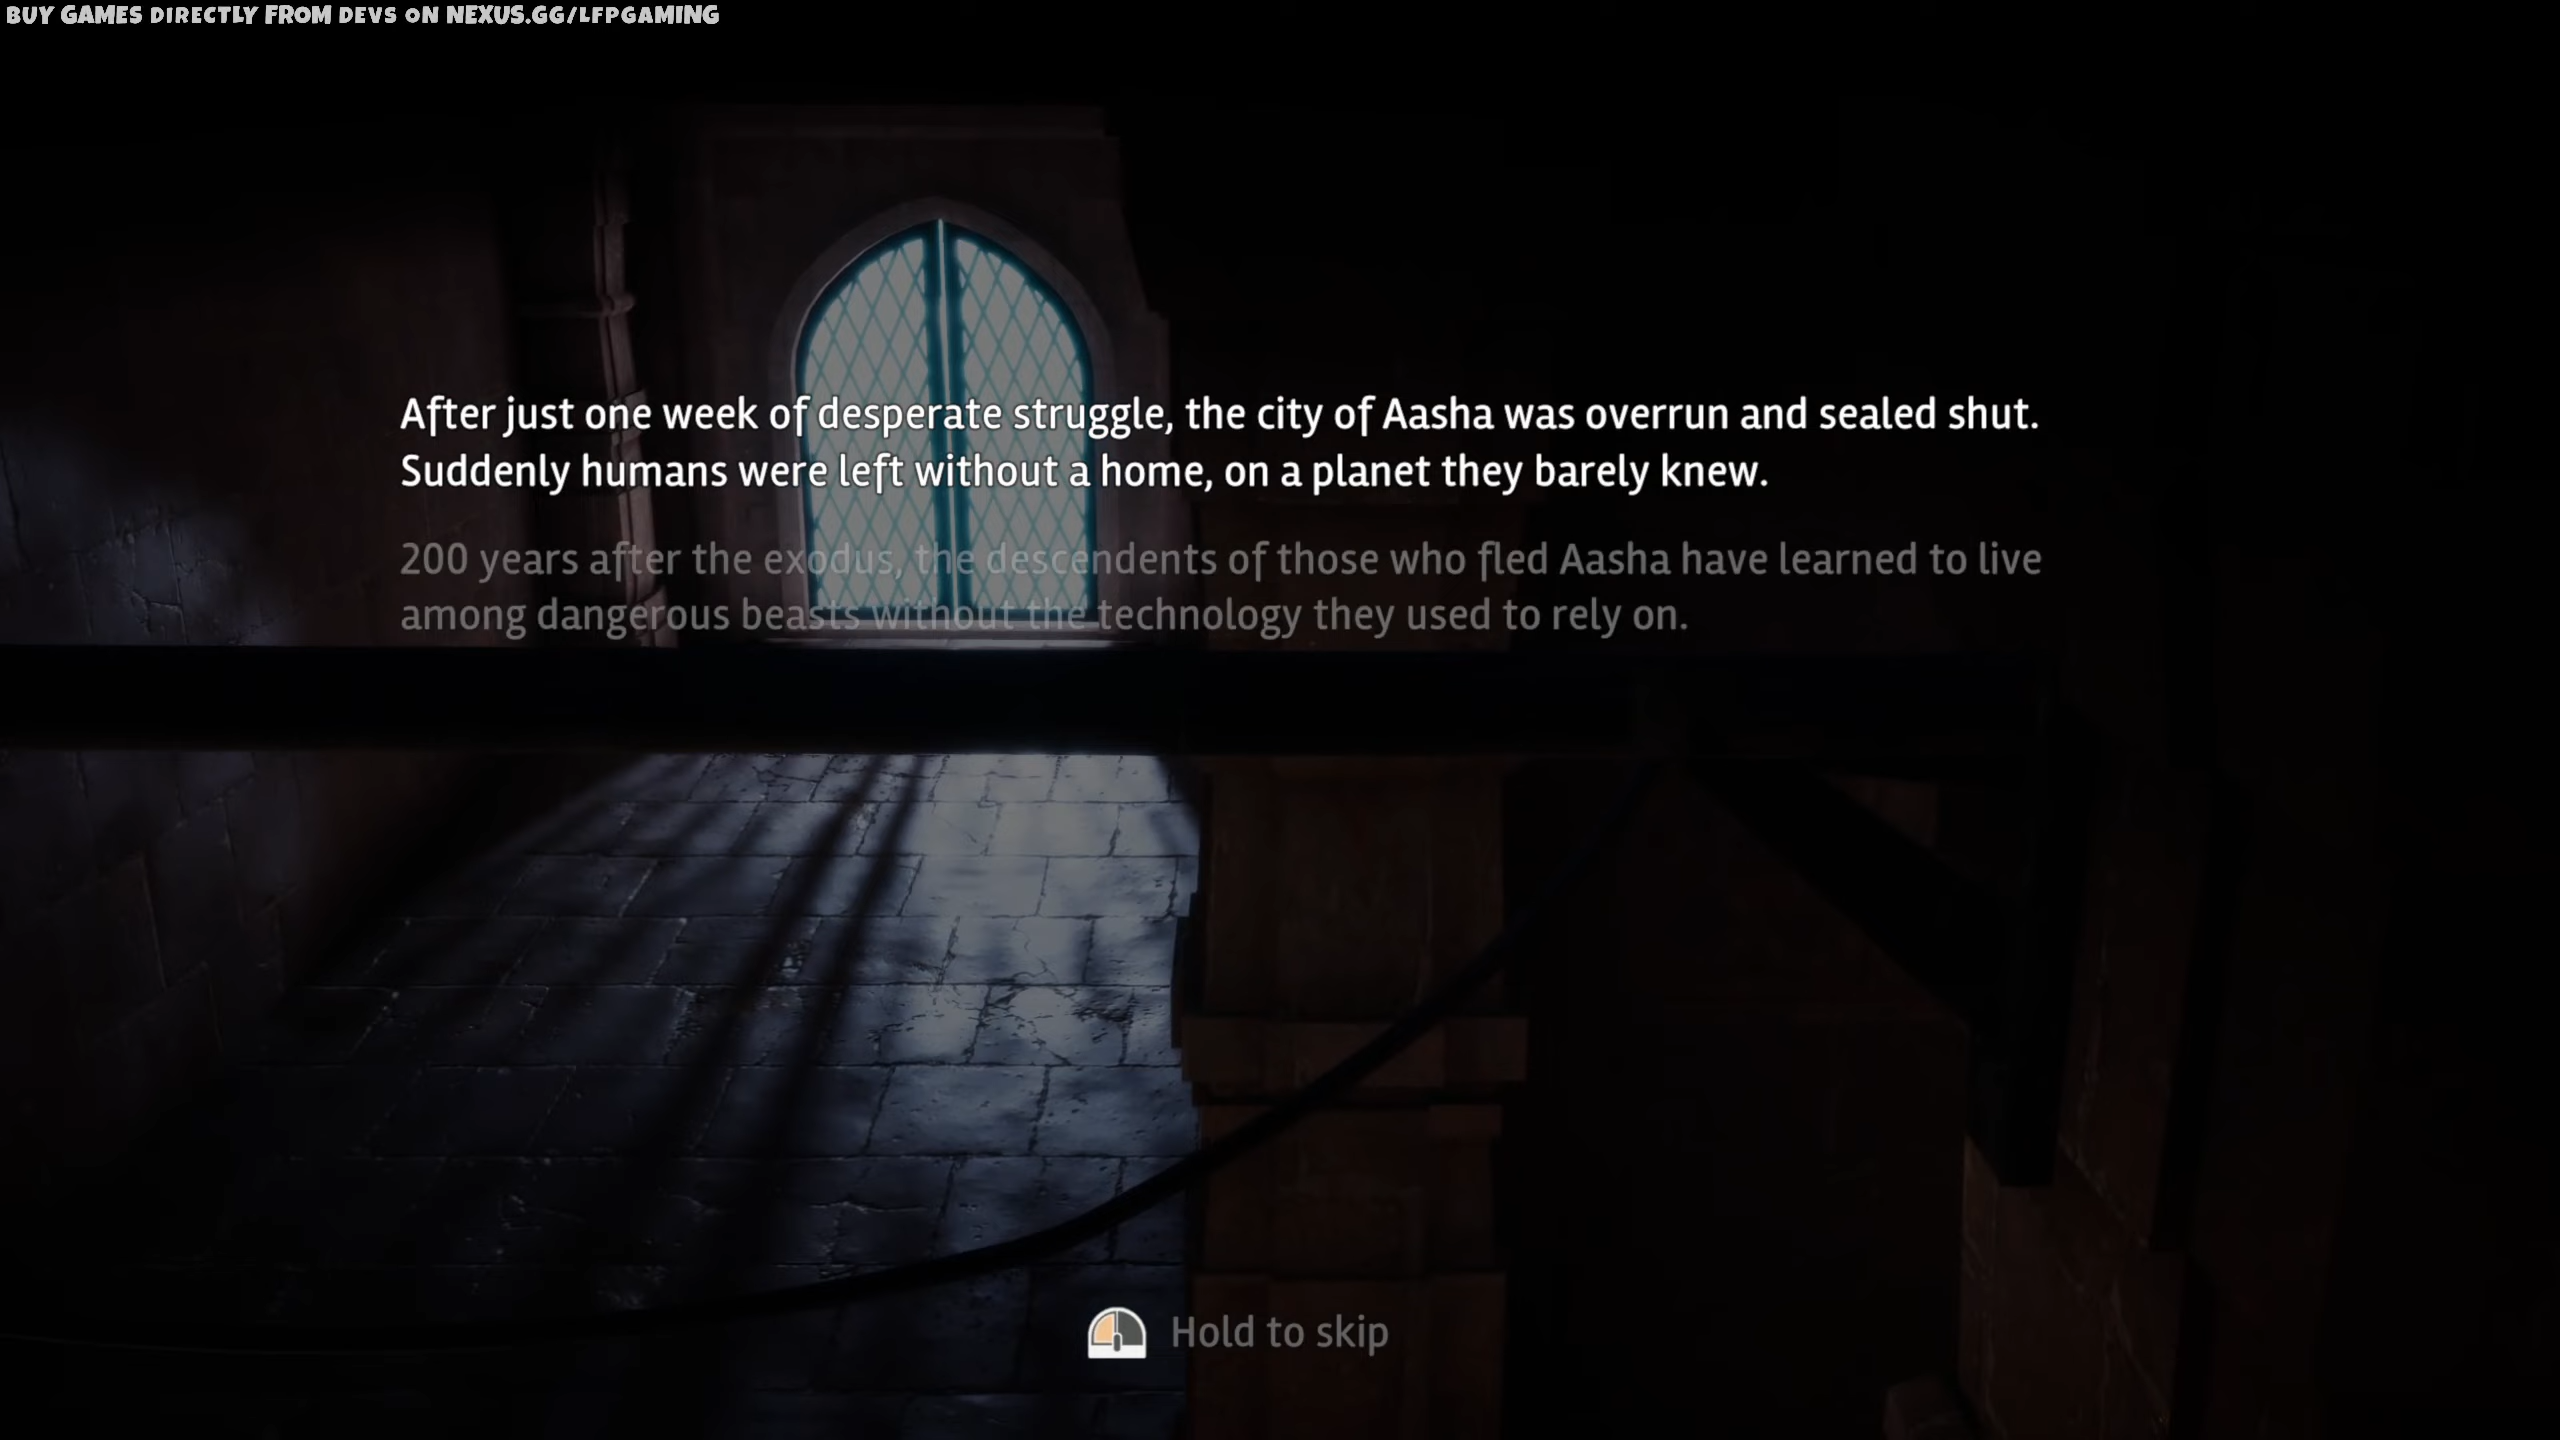 BUY GAMES DIRECTLY FROM DEVS ON NEXUS.GG/LFPGAMING
After just one week of desperate struggle, the city of Aasha was overrun and sealed shut.
Suddenly humans were left without a home, on a planet they barely knew.
200 years after the exodus, the descendents of those who fled Aasha have learned to live
among dangerous beasts without the technology they used to rely on.
Hold to skip